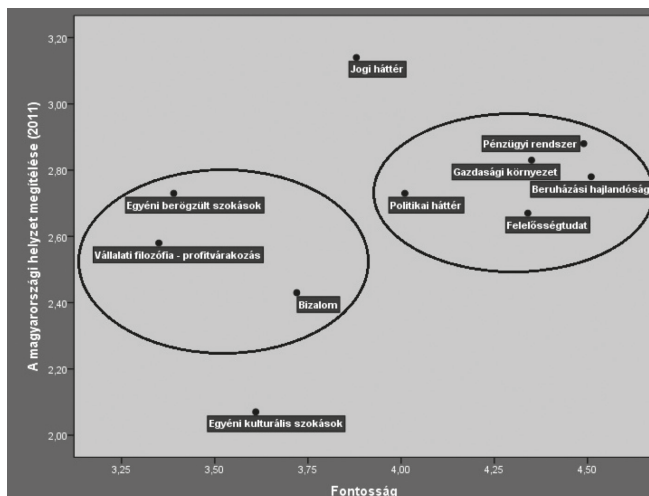 A magyarországi helyzet megítélése (2011)
3,20
3,00
2,80
2,60
2,40
2,20
2,00
Jogi háttér
Pénzügyi rendszer
Gazdasági környezet
Beruházási hajlandóság
Egyéni berögzült szokások
Politikai háttér
Felelősségtudat
Vállalati filozófia - profitvárakozás
Bizalom
Egyéni kulturális szokások
3,25
3,50
3,75
4,00
4,25
4,50
Fontosság